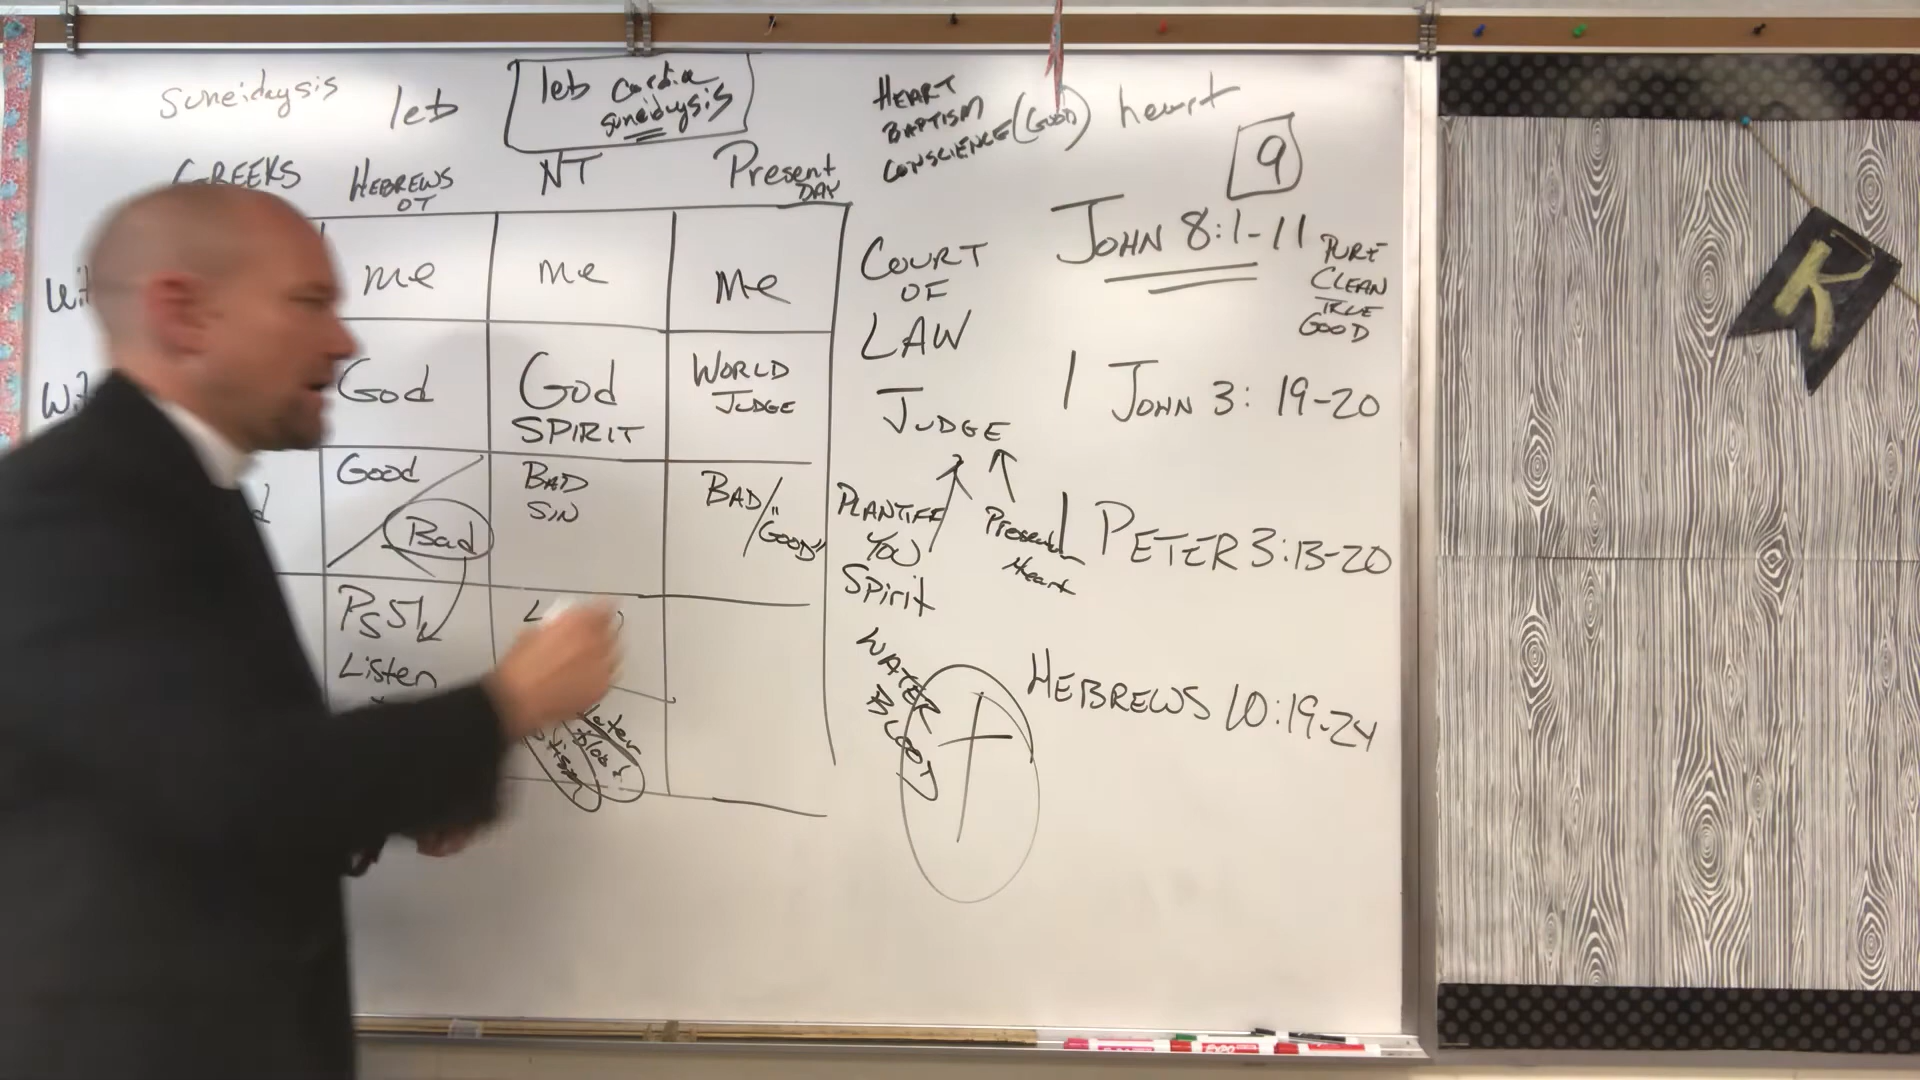 Suneidaysis
leb
leb cardia
suneidaysis
HEART
BAPTISM
CONSCIENCE (GOOD) heart
9
GREEKS
HEBREWS
OT
NT
Present
DAY
me
me
Me
God
God
SPIRIT
WORLD
JUDGE
Good
Bad
BAD
SIN
BAD/
"GOOD"
PS 51
Listen
COURT
OF
LAW
JUDGE
PLANTIFF
YOU
Spirit
Present
Heart
WATER
BLOOD
JOHN 8:1-11
PURE
CLEAN
TRUE
GOOD
1 JOHN 3: 19-20
1 PETER 3:13-20
HEBREWS 10:19-24
K